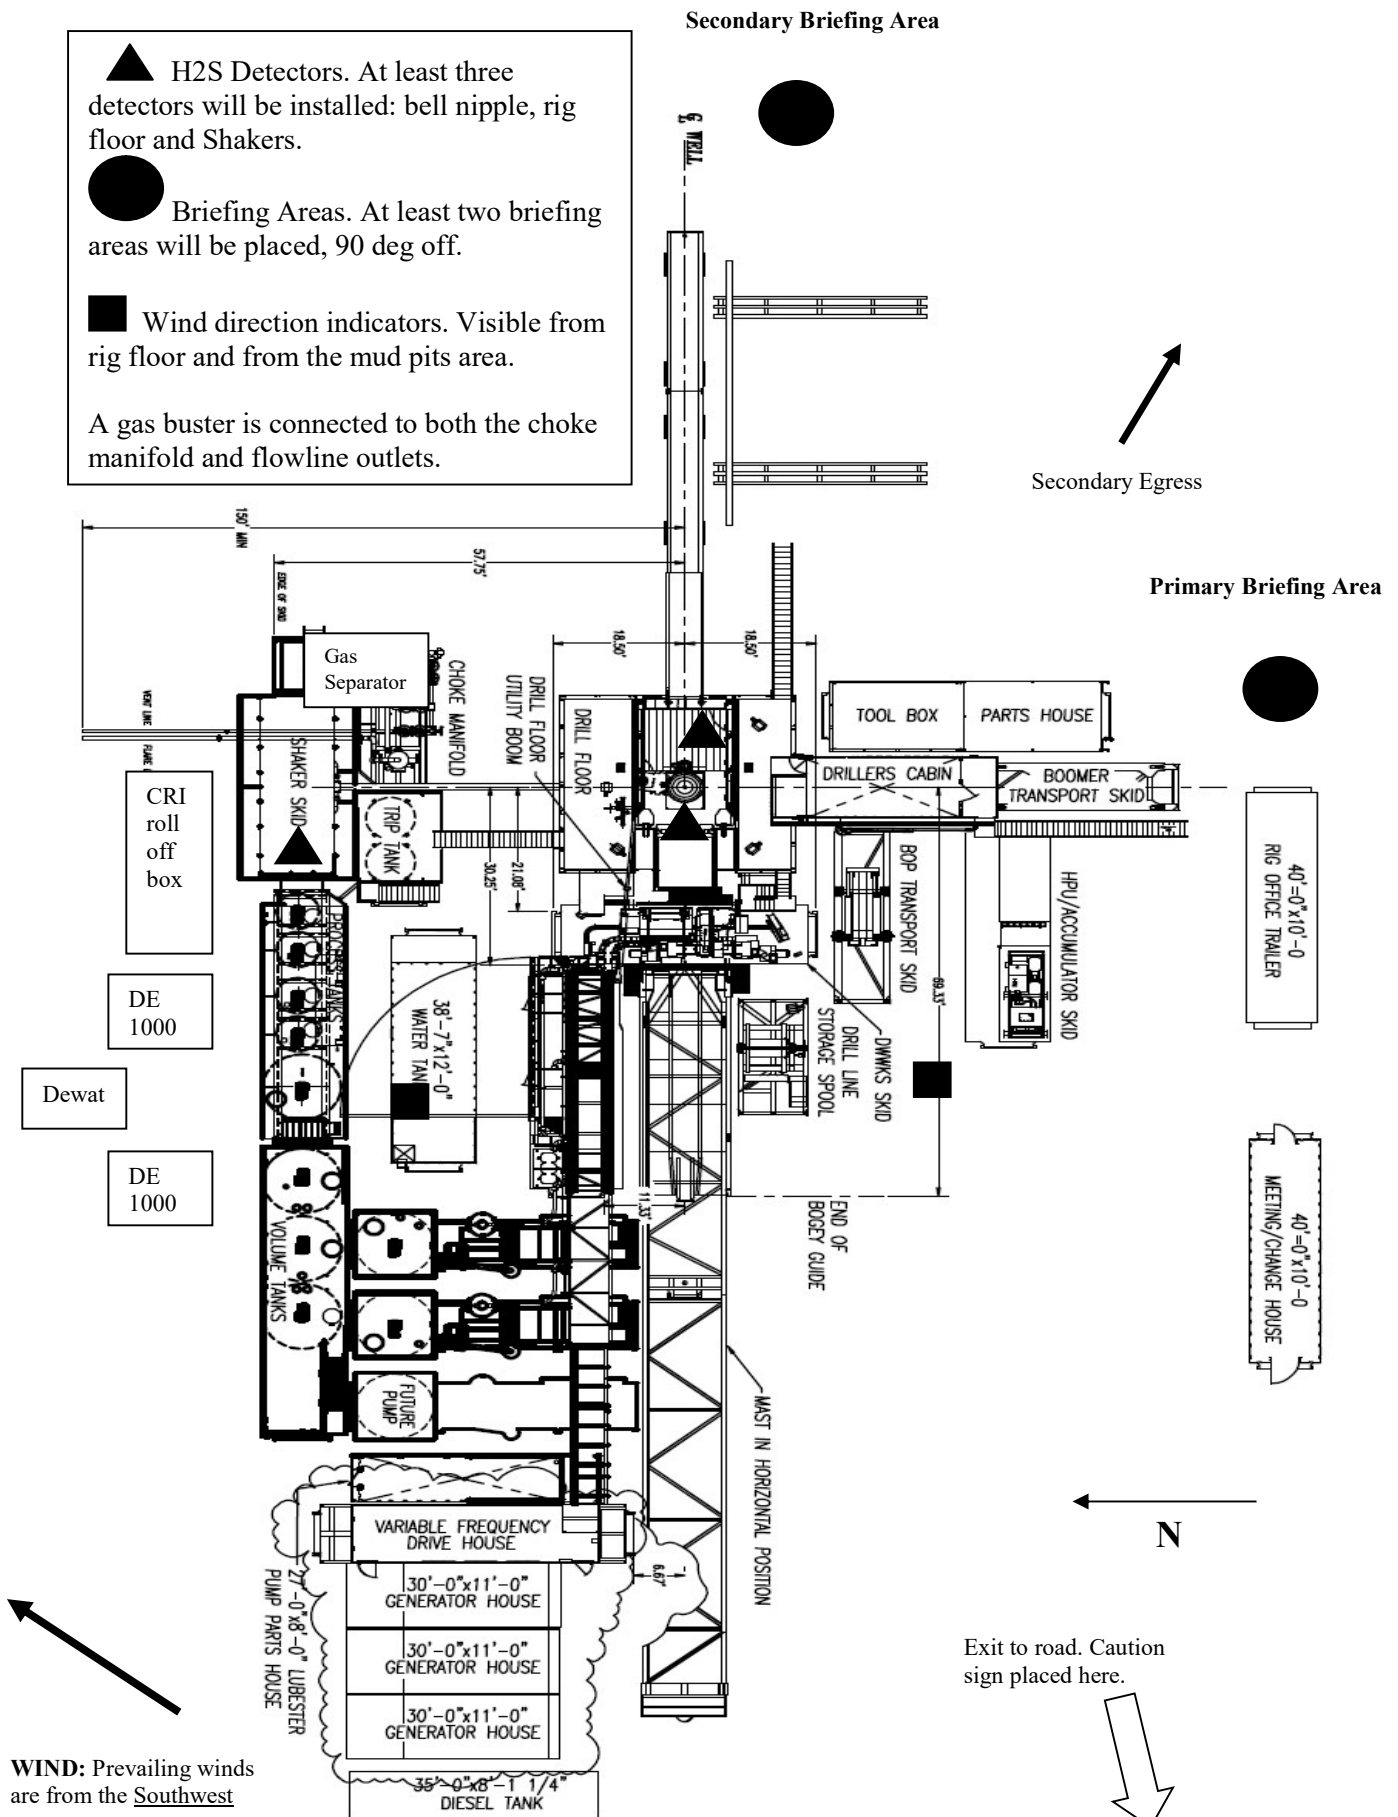 Secondary Briefing Area
H2S Detectors. At least three
detectors will be installed: bell nipple, rig
floor and Shakers.
Briefing Areas. At least two briefing
areas will be placed, 90 deg off.
Wind direction indicators. Visible from
rig floor and from the mud pits area.
A gas buster is connected to both the choke
manifold and flowline outlets.
WELL
Secondary Egress
150' MIN
57.75'
EDGE OF SKID
Primary Briefing Area
18.50'
18.50'
Gas
Separator
CHOKE MANIFOLD
DRILL FLOOR
UTILITY BOOM
DRILL FLOOR
TOOL BOX
PARTS HOUSE
VENT LINE
FLARE
SHAKER SKID
DRILLERS CABIN
BOOMER
TRANSPORT SKID
CRI
roll
off
box
TRIP TANK
30.25'
21.08'
BOP TRANSPORT SKID
HPU/ACCUMULATOR SKID
40'=0"x10'-0
RIG OFFICE TRAILER
DE
1000
38'-7"x12'-0"
WATER
69.33'
DWWKS SKID
DRILL LINE
STORAGE SPOOL
Dewat
DE
1000
VOLUME TANKS
11.33'
END OF
BOGEY GUIDE
40'=0"x10'-0
MEETING/CHANGE HOUSE
FUTURE
PUMP
MAST IN HORIZONTAL POSITION
N
VARIABLE FREQUENCY
DRIVE HOUSE
6.67'
27'-0"x8'-0" LUBESTER
PUMP PARTS HOUSE
30'-0"x11'-0"
GENERATOR HOUSE
30'-0"x11'-0"
GENERATOR HOUSE
30'-0"x11'-0"
GENERATOR HOUSE
Exit to road. Caution
sign placed here.
WIND: Prevailing winds
are from the Southwest
35'-0"x8'-1 1/4"
DIESEL TANK